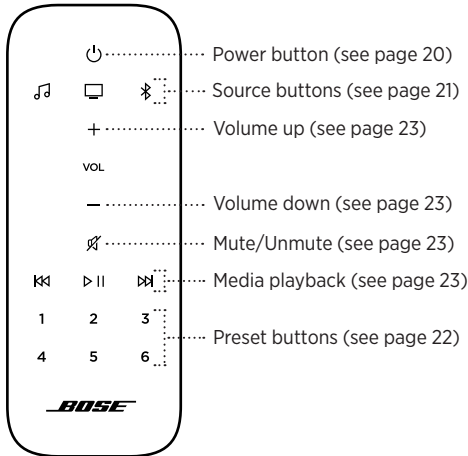 Power button (see page 20)
Source buttons (see page 21)
+ Volume up (see page 23)
VOL
– Volume down (see page 23)
Mute/Unmute (see page 23)
Media playback (see page 23)
1 2 3
Preset buttons (see page 22)
4 5 6
BOSE